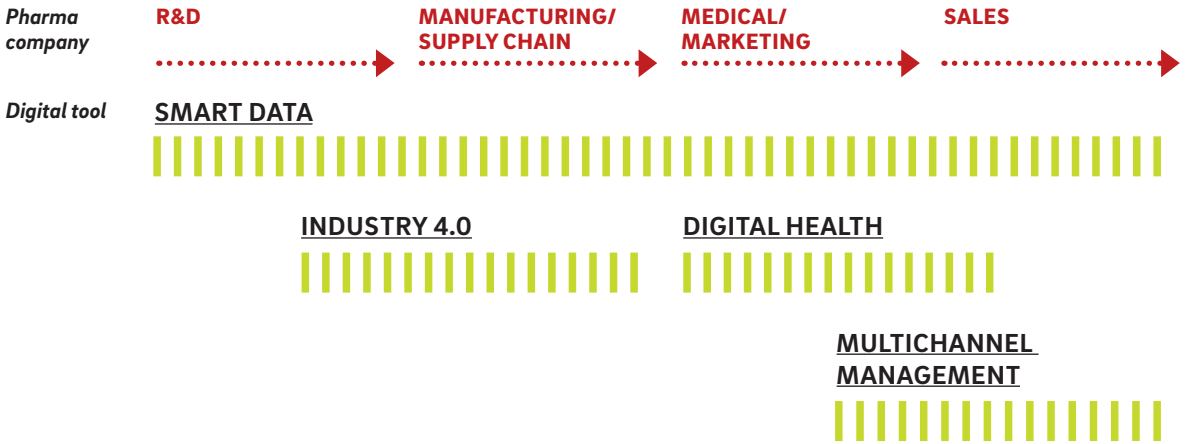 Pharma
company
R&D
MANUFACTURING/
SUPPLY CHAIN
MEDICAL/
MARKETING
SALES
Digital tool
SMART DATA
INDUSTRY 4.0
DIGITAL HEALTH
MULTICHANNEL
MANAGEMENT